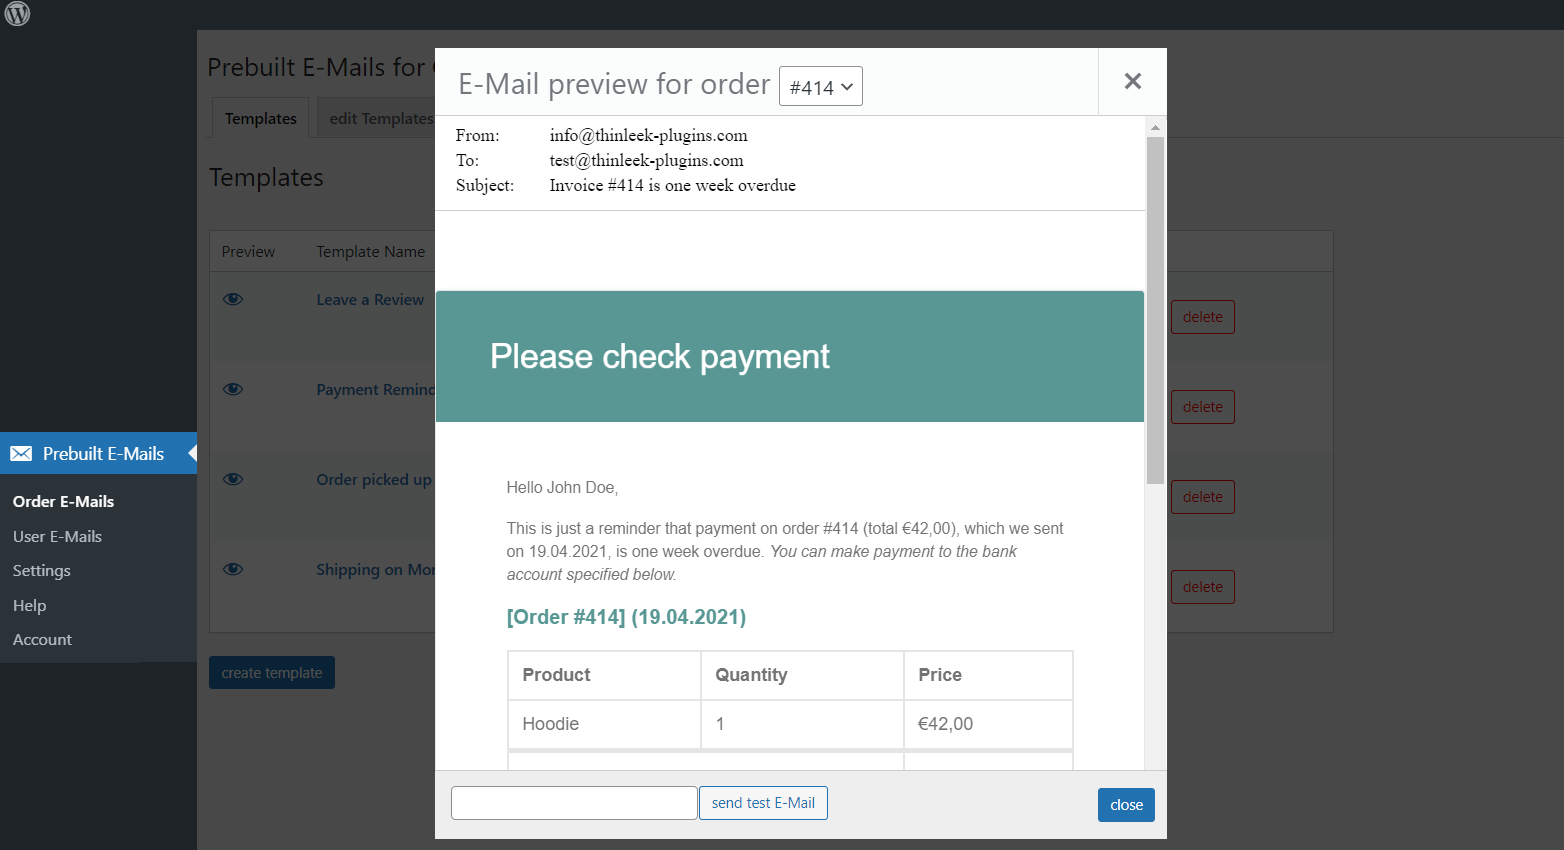 Prebuilt E-Mails for
Templates
edit Templates
Templates
Preview
Template Name
Leave a Review
delete
Payment Remind
delete
Order picked up
delete
Shipping on Mon
delete
create template
Prebuilt E-Mails
Order E-Mails
User E-Mails
Settings
Help
Account
E-Mail preview for order #414
From: info@thinleek-plugins.com
To: test@thinleek-plugins.com
Subject: Invoice #414 is one week overdue
Please check payment
Hello John Doe,
This is just a reminder that payment on order #414 (total €42,00), which we sent
on 19.04.2021, is one week overdue. You can make payment to the bank
account specified below.
[Order #414] (19.04.2021)
Product Quantity Price
Hoodie 1 €42,00
send test E-Mail
close